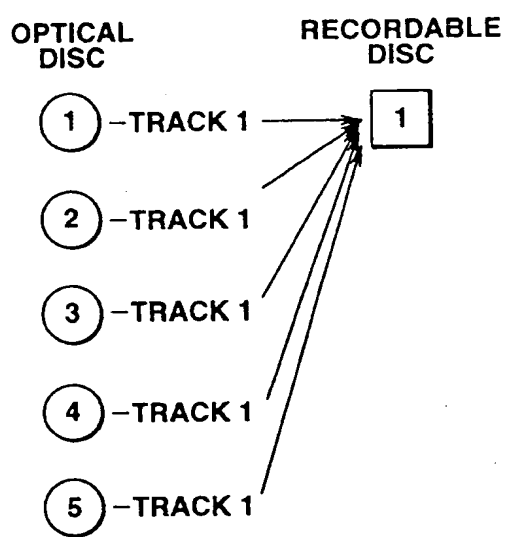 OPTICAL DISC
RECORDABLE DISC
1 –TRACK 1
1
2 –TRACK 1
3 –TRACK 1
4 –TRACK 1
5 –TRACK 1